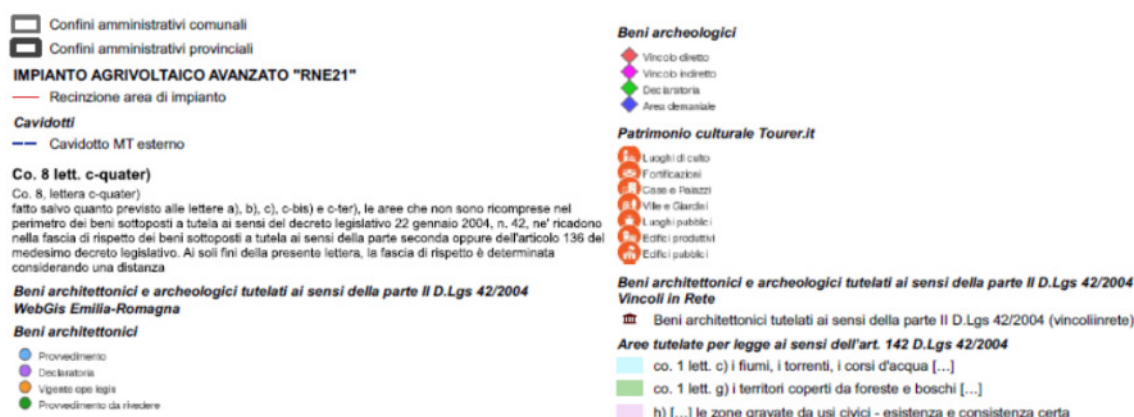 Confini amministrativi comunali
Confini amministrativi provinciali
IMPIANTO AGRIVOLTAICO AVANZATO "RNE21"
Recinzione area di impianto
Cavidotti
Cavidotto MT esterno
Co. 8 lett. c-quater)
Co. 8, lettera c-quater)
fatto salvo quanto previsto alle lettere a), b), c), c-bis) e c-ter), le aree che non sono ricomprese nel
perimetro dei beni sottoposti a tutela ai sensi del decreto legislativo 22 gennaio 2004, n. 42, ne' ricadono
nella fascia di rispetto dei beni sottoposti a tutela ai sensi della parte seconda oppure dell'articolo 136 del
medesimo decreto legislativo. Ai soli fini della presente lettera, la fascia di rispetto è determinata
considerando una distanza
Beni architettonici e archeologici tutelati ai sensi della parte II D.Lgs 42/2004
WebGis Emilia-Romagna
Beni architettonici
Provvedimento
Declaratoria
Vigente ope legis
Provvedimento da rivedere
Beni archeologici
Vincolo diretto
Vincolo indiretto
Declaratoria
Area demaniale
Patrimonio culturale Tourer.it
Luoghi di culto
Fortificazioni
Case e Palazzi
Ville e Giardini
Luoghi pubblici
Edifici produttivi
Edifici pubblici
Beni architettonici e archeologici tutelati ai sensi della parte II D.Lgs 42/2004
Vincoli in Rete
Beni architettonici tutelati ai sensi della parte II D.Lgs 42/2004 (vincoliinrete)
Aree tutelate per legge ai sensi dell'art. 142 D.Lgs 42/2004
co. 1 lett. c) i fiumi, i torrenti, i corsi d'acqua [...]
co. 1 lett. g) i territori coperti da foreste e boschi [...]
h) [...] le zone gravate da usi civici - esistenza e consistenza certa